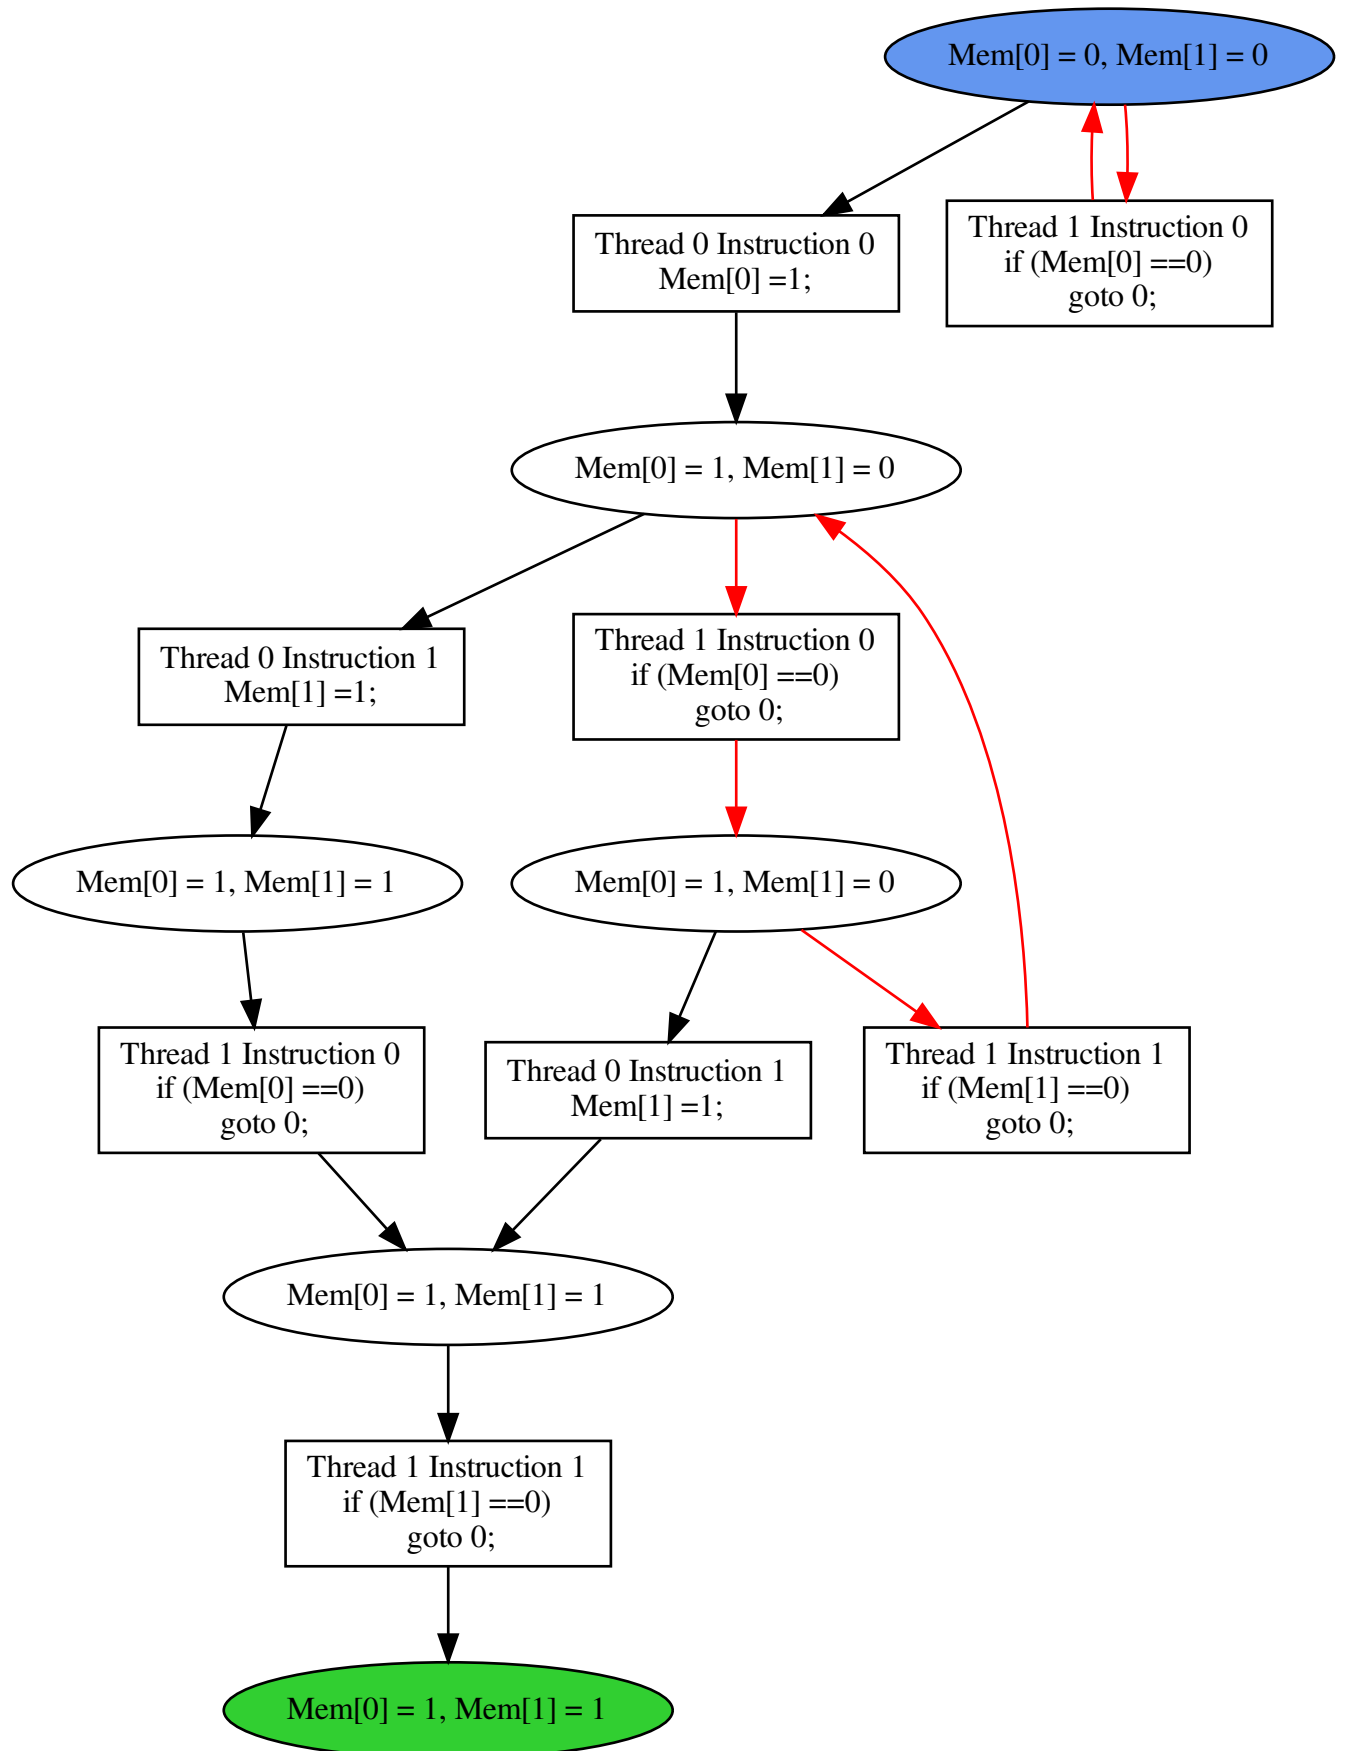 Mem[0] = 0, Mem[1] = 0
Thread 0 Instruction 0
Mem[0] =1;
Thread 1 Instruction 0
if (Mem[0] ==0)
goto 0;
Mem[0] = 1, Mem[1] = 0
Thread 0 Instruction 1
Mem[1] =1;
Thread 1 Instruction 0
if (Mem[0] ==0)
goto 0;
Mem[0] = 1, Mem[1] = 1
Mem[0] = 1, Mem[1] = 0
Thread 1 Instruction 0
if (Mem[0] ==0)
goto 0;
Thread 0 Instruction 1
Mem[1] =1;
Thread 1 Instruction 1
if (Mem[1] ==0)
goto 0;
Mem[0] = 1, Mem[1] = 1
Thread 1 Instruction 1
if (Mem[1] ==0)
goto 0;
Mem[0] = 1, Mem[1] = 1